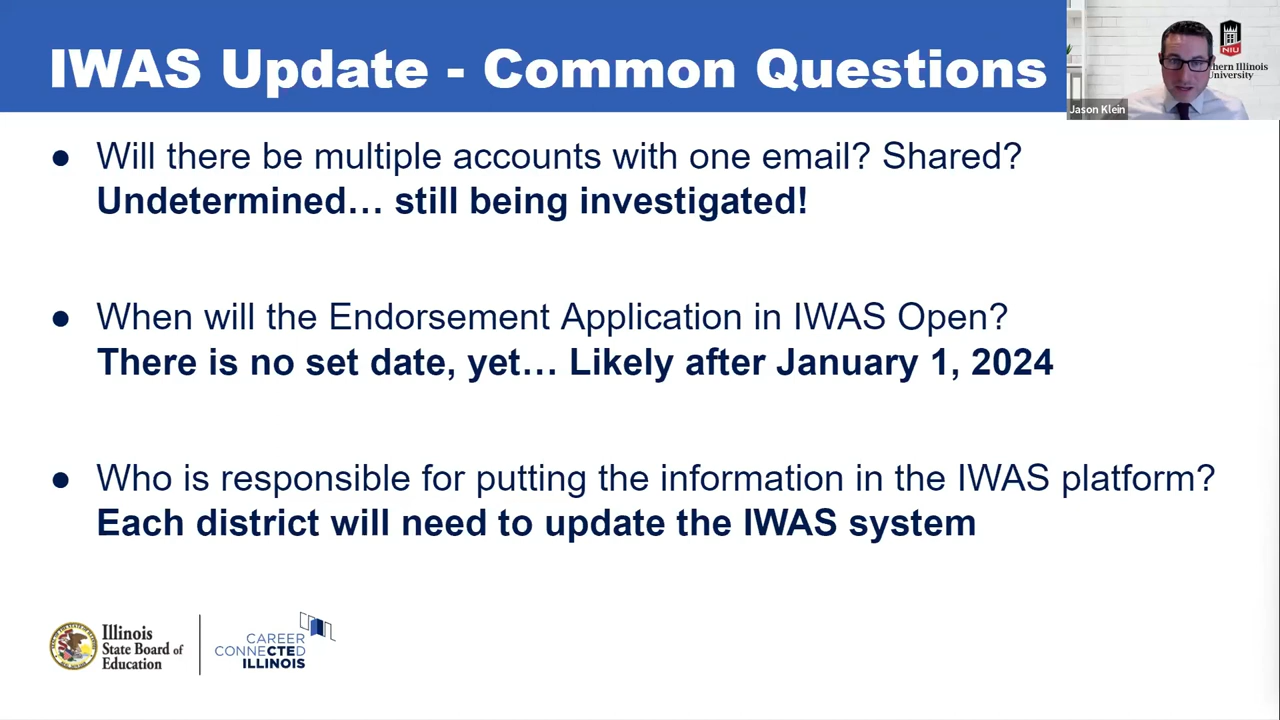 IWAS Update - Common Questions
NIU
hern Illinois
University
Jason Klein
● Will there be multiple accounts with one email? Shared?
Undetermined… still being investigated!
● When will the Endorsement Application in IWAS Open?
There is no set date, yet… Likely after January 1, 2024
● Who is responsible for putting the information in the IWAS platform?
Each district will need to update the IWAS system
Illinois
State Board of
Education
CAREER
CONNECTED
ILLINOIS